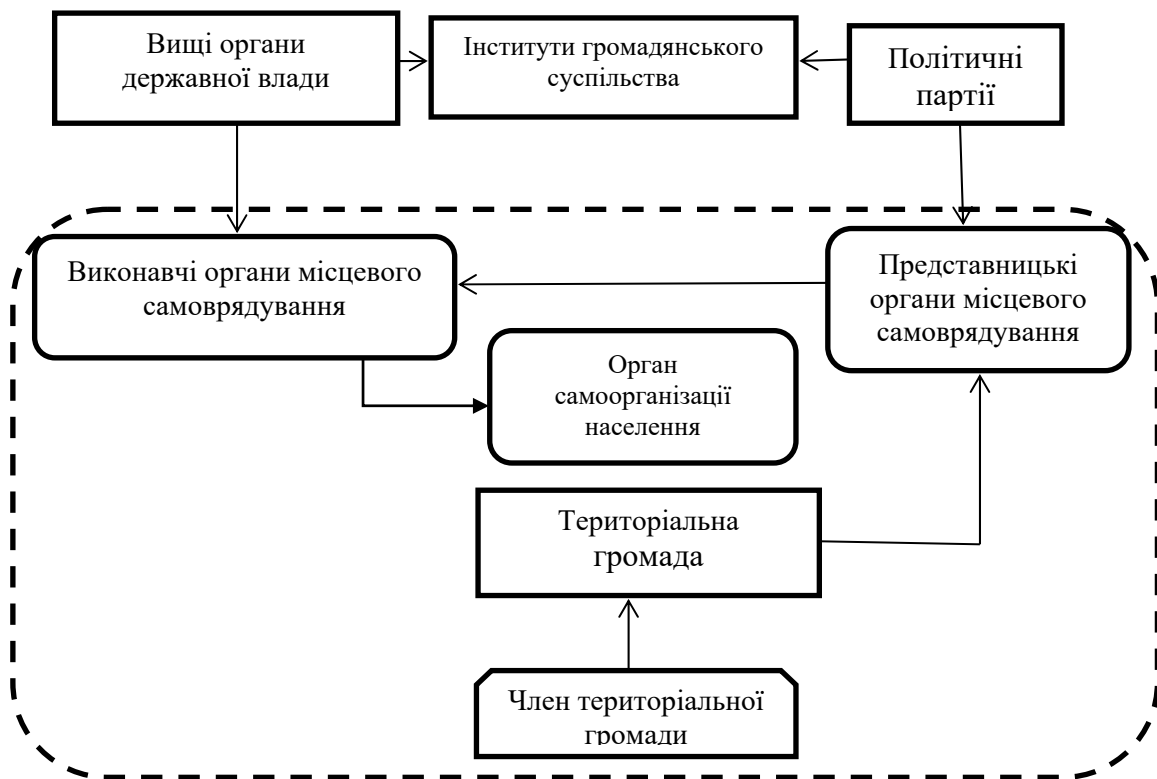 Вищі органи
державної влади
Інститути громадянського
суспільства
Політичні
партії
Виконавчі органи місцевого
самоврядування
Представницькі
органи місцевого
самоврядування
Орган
самоорганізації
населення
Територіальна
громада
Член територіальної
громади